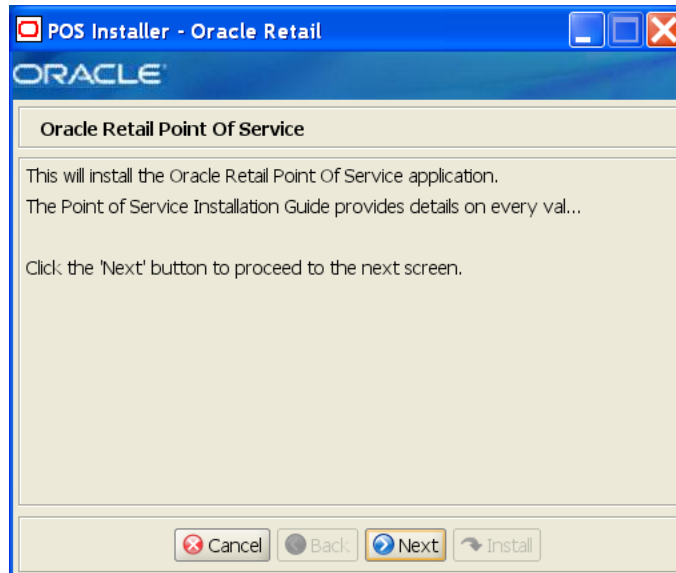 POS Installer - Oracle Retail
ORACLE
Oracle Retail Point Of Service
This will install the Oracle Retail Point Of Service application.
The Point of Service Installation Guide provides details on every val...
Click the 'Next' button to proceed to the next screen.
Cancel Back Next Install